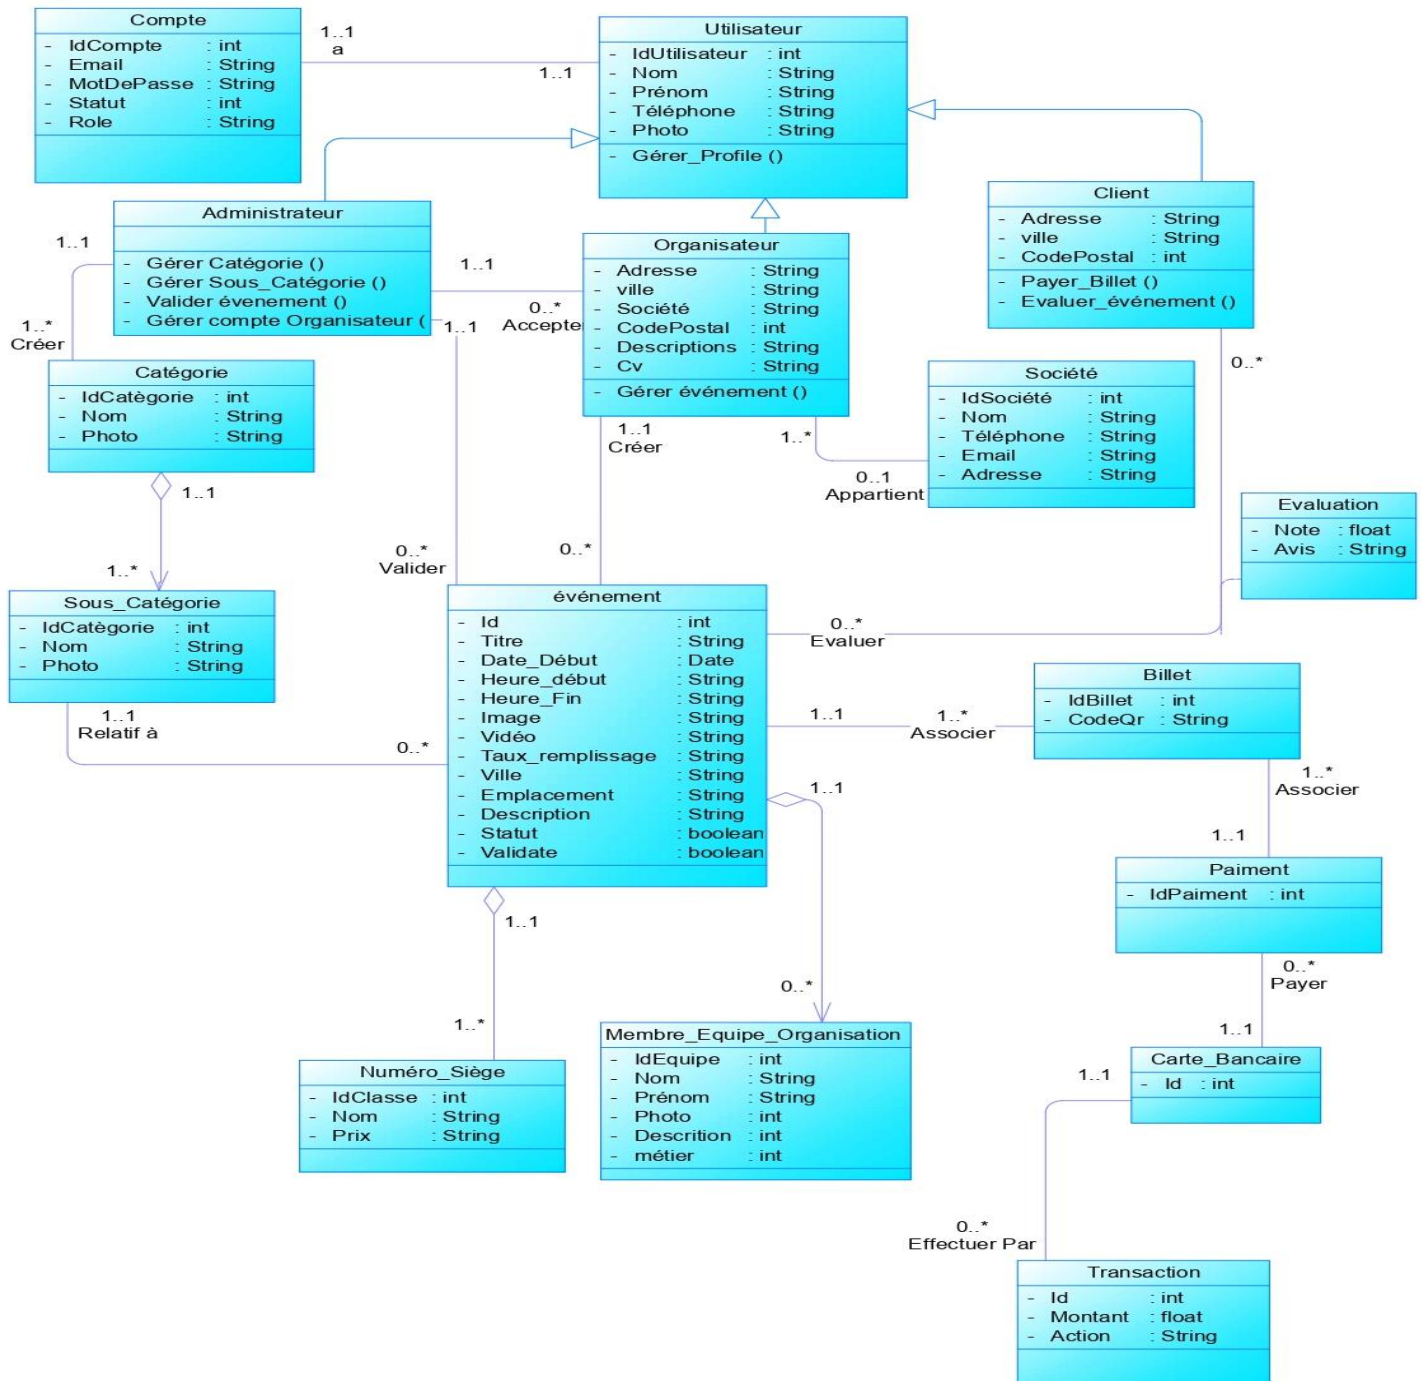 Compte
- IdCompte : int
- Email : String
- MotDePasse : String
- Statut : int
- Role : String
1..1
a
1..1
Utilisateur
- IdUtilisateur : int
- Nom : String
- Prénom : String
- Téléphone : String
- Photo : String
- Gérer_Profile ()
Administrateur
- Gérer Catégorie ()
- Gérer Sous_Catégorie ()
- Valider évenement ()
- Gérer compte Organisateur (
1..1
1..*
Créer
1..1
0..*
Accepter
1..1
Organisateur
- Adresse : String
- ville : String
- Société : String
- CodePostal : int
- Descriptions : String
- Cv : String
- Gérer événement ()
Client
- Adresse : String
- ville : String
- CodePostal : int
- Payer_Billet ()
- Evaluer_événement ()
0..*
Catégorie
- IdCatègorie : int
- Nom : String
- Photo : String
1..1
1..*
1..1
Créer
1..*
0..1
Appartient
Société
- IdSociété : int
- Nom : String
- Téléphone : String
- Email : String
- Adresse : String
Evaluation
- Note : float
- Avis : String
0..*
Valider
0..*
Sous_Catégorie
- IdCatègorie : int
- Nom : String
- Photo : String
1..1
Relatif à
0..*
événement
- Id : int
- Titre : String
- Date_Début : Date
- Heure_début : String
- Heure_Fin : String
- Image : String
- Vidéo : String
- Taux_remplissage : String
- Ville : String
- Emplacement : String
- Description : String
- Statut : boolean
- Validate : boolean
0..*
Evaluer
1..1
1..*
Associer
Billet
- IdBillet : int
- CodeQr : String
1..1
1..*
Associer
1..1
Paiment
- IdPaiment : int
0..*
Payer
1..1
1..1
1..*
0..*
Numéro_Siège
- IdClasse : int
- Nom : String
- Prix : String
Membre_Equipe_Organisation
- IdEquipe : int
- Nom : String
- Prénom : String
- Photo : int
- Descrition : int
- métier : int
Carte_Bancaire
- Id : int
1..1
0..*
Effectuer Par
Transaction
- Id : int
- Montant : float
- Action : String